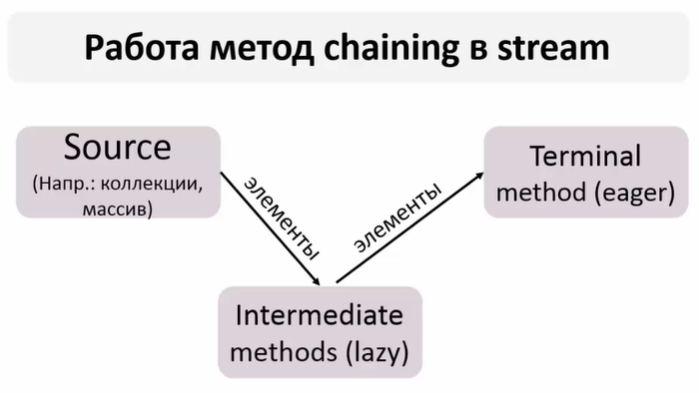 Работа метод chaining в stream
Source
(Напр.: коллекции,
массив)
элементы
элементы
Terminal
method (eager)
Intermediate
methods (lazy)